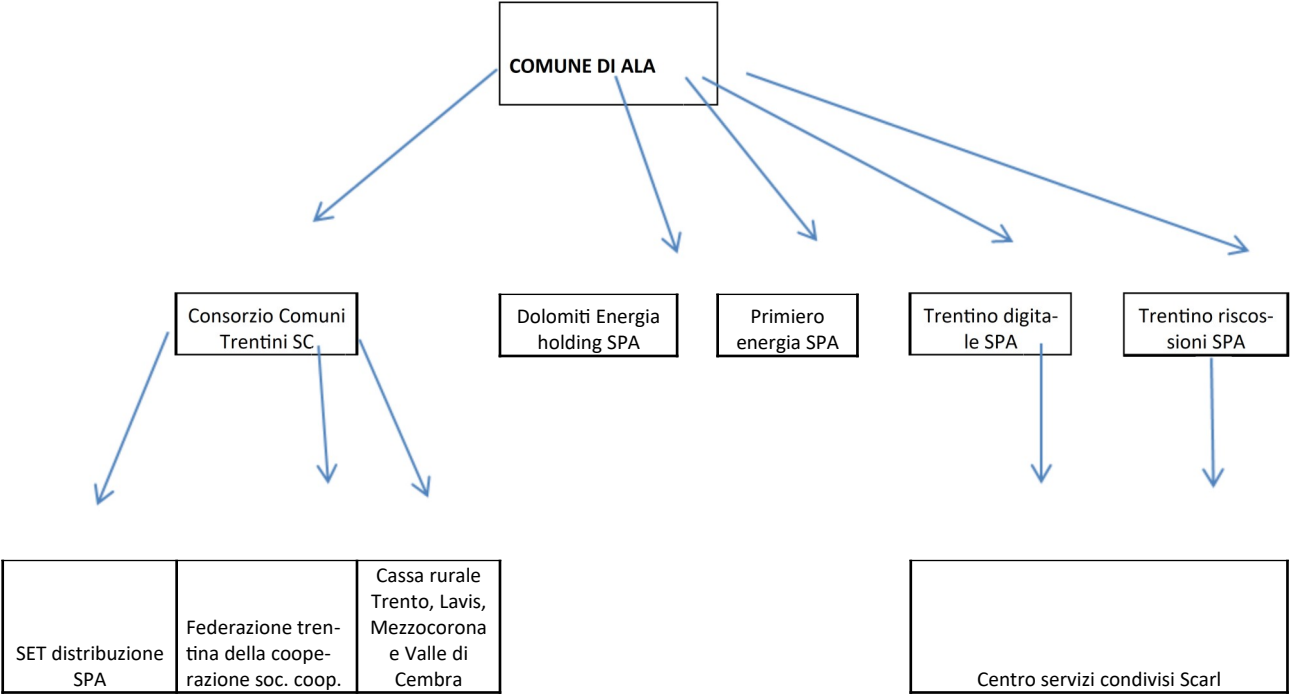 COMUNE DI ALA
Consorzio Comuni
Trentini SC
Dolomiti Energia
holding SPA
Primiero
energia SPA
Trentino digita-
le SPA
Trentino riscos-
sioni SPA
SET distribuzione
SPA
Federazione tren-
tina della coope-
razione soc. coop.
Cassa rurale
Trento, Lavis,
Mezzocorona
e Valle di
Cembra
Centro servizi condivisi Scarl